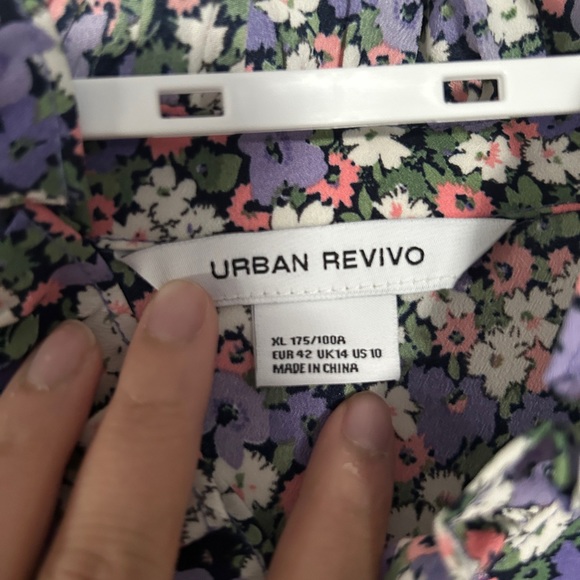 URBAN REVIVO
XL 175/100A
EUR 42 UK14 US 10
MADE IN CHINA